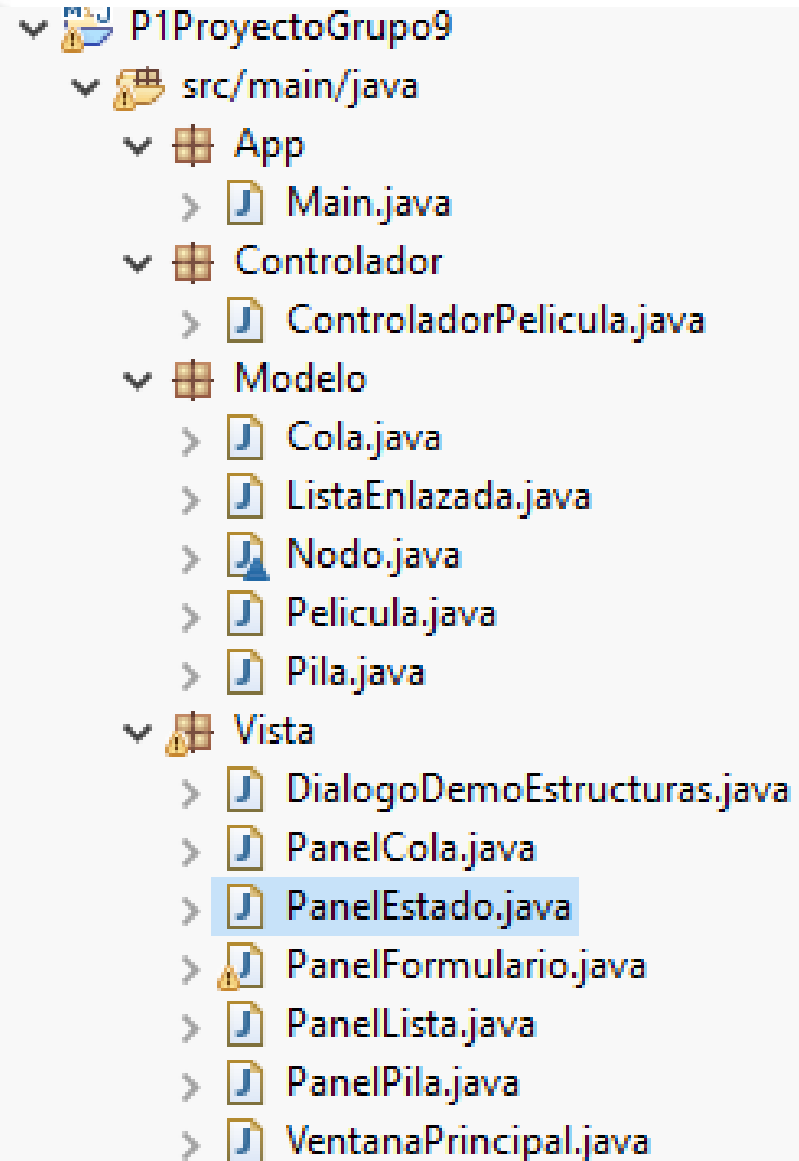 P1ProyectoGrupo9
src/main/java
App
Main.java
Controlador
ControladorPelicula.java
Modelo
Cola.java
ListaEnlazada.java
Nodo.java
Pelicula.java
Pila.java
Vista
DialogoDemoEstructuras.java
PanelCola.java
PanelEstado.java
PanelFormulario.java
PanelLista.java
PanelPila.java
VentanaPrincipal.java